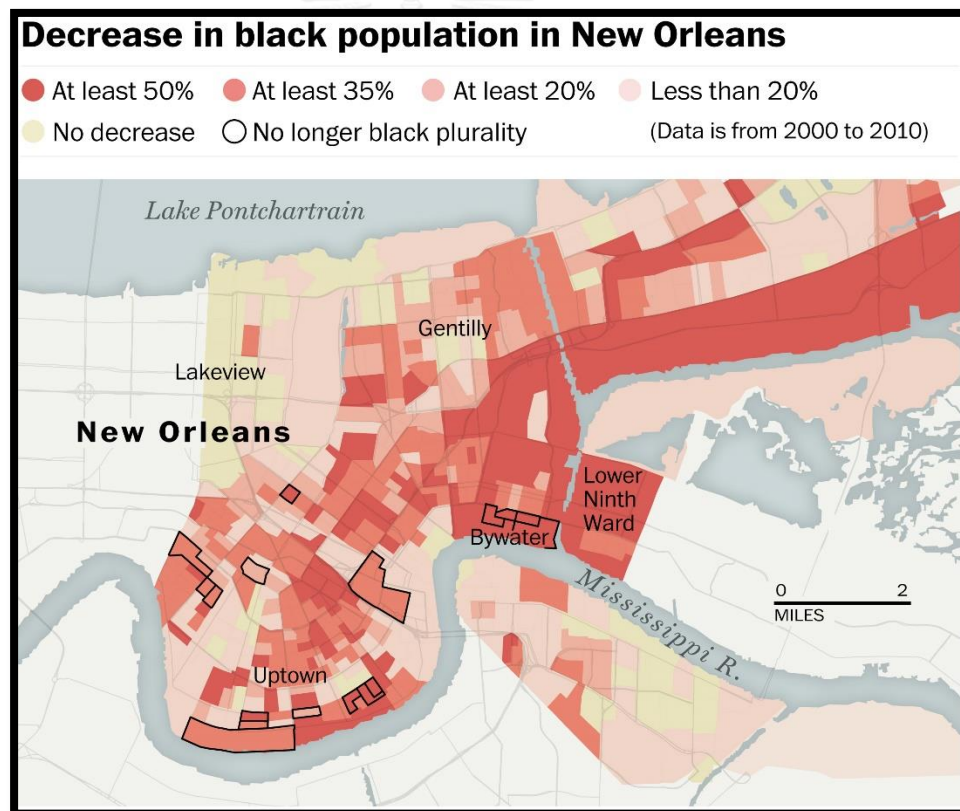 Decrease in black population in New Orleans
At least 50% At least 35% At least 20% Less than 20%
No decrease No longer black plurality (Data is from 2000 to 2010)
Lake Pontchartrain
Gentilly
Lakeview
New Orleans
Lower
Ninth
Ward
Bywater
Mississippi R.
0 2
MILES
Uptown